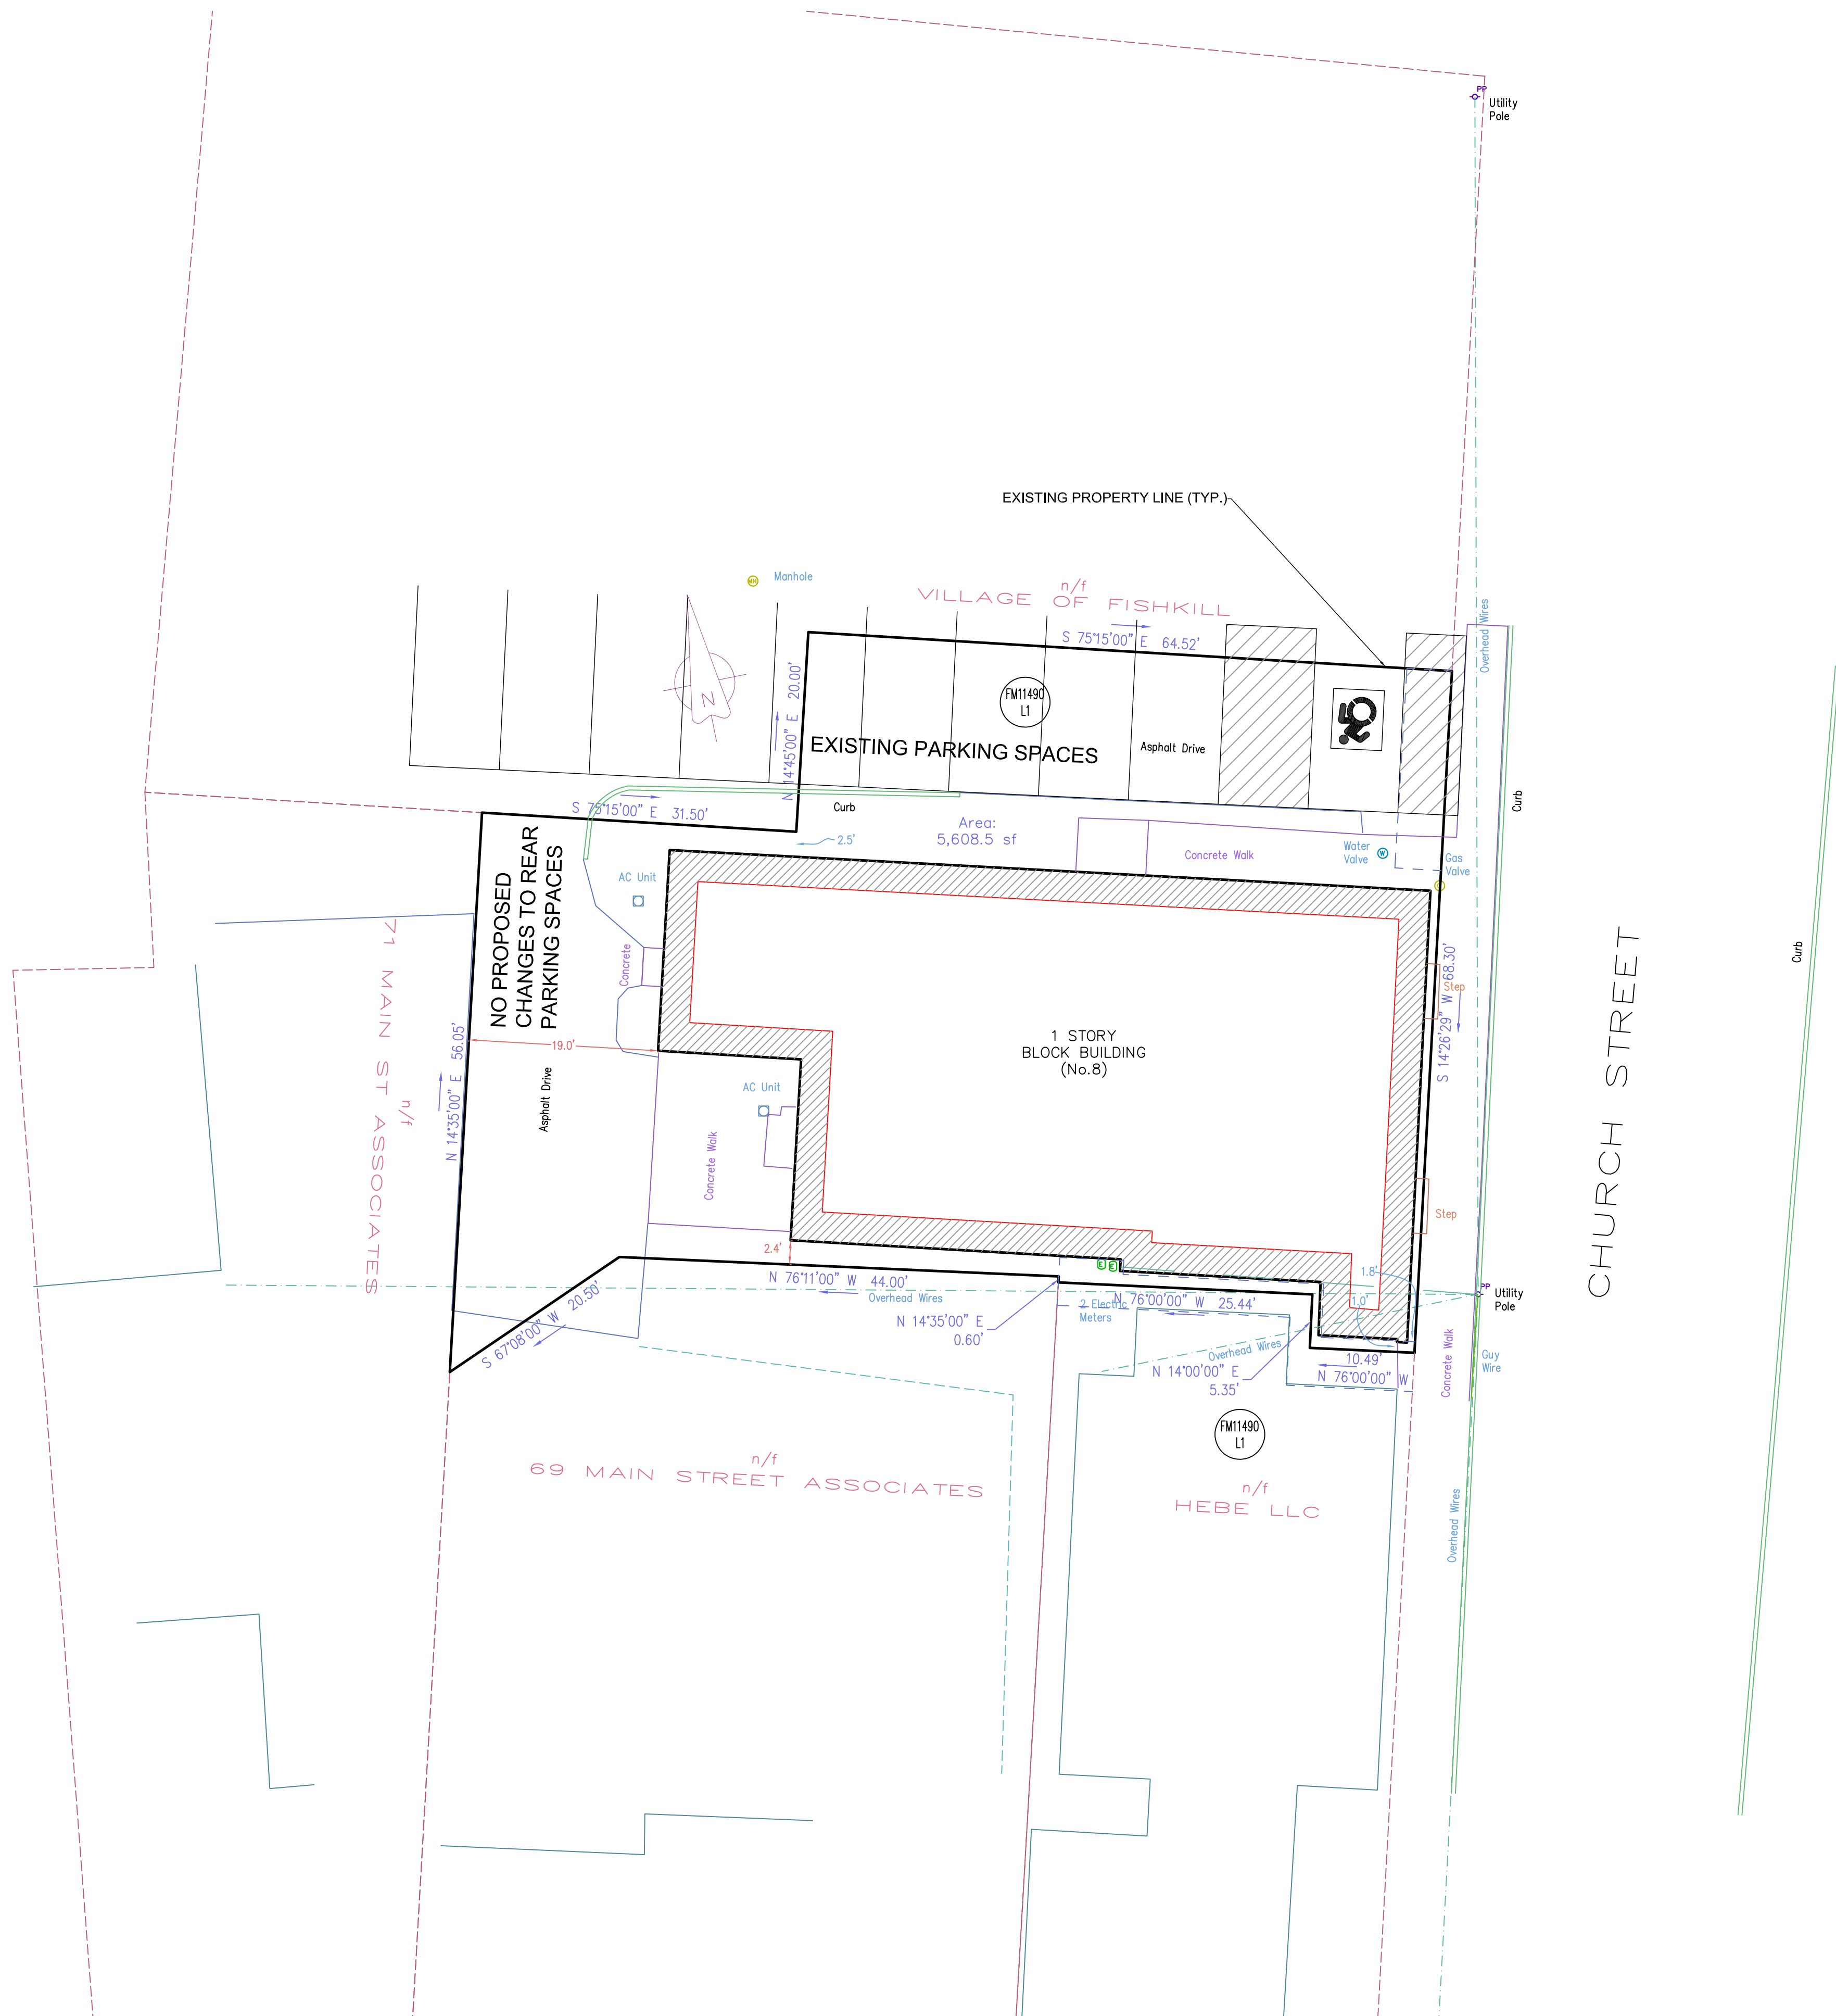 PP
Utility
Pole
EXISTING PROPERTY LINE (TYP.)
MH
Manhole
n/f
VILLAGE OF FISHKILL
S 75°15'00" E 64.52'
Overhead Wires
N 14°45'00" E 20.00'
N
FM11490
L1
EXISTING PARKING SPACES
Asphalt Drive
S 75°15'00" E 31.50'
Curb
Curb
Curb
Area:
5,608.5 sf
2.5'
Concrete Walk
Water
Valve
W
Gas
Valve
NO PROPOSED
CHANGES TO REAR
PARKING SPACES
AC Unit
Concrete
71 MAIN ST ASSOCIATES
n/f
N 14°35'00" E 56.05'
19.0'
Asphalt Drive
AC Unit
Concrete Walk
1 STORY
BLOCK BUILDING
(No.8)
S 14°26'29" W 68.30'
Step
Step
CHURCH STREET
2.4'
N 76°11'00" W 44.00'
Overhead Wires
S 67°08'00" W 20.50'
N 14°35'00" E
0.60'
E
E
2 Electric
Meters
N 76°00'00" W 25.44'
1.8'
1.0'
PP
Utility
Pole
Overhead Wires
N 14°00'00" E
5.35'
10.49'
N 76°00'00" W
Concrete Walk
Guy
Wire
FM11490
L1
n/f
69 MAIN STREET ASSOCIATES
n/f
HEBE LLC
Overhead Wires